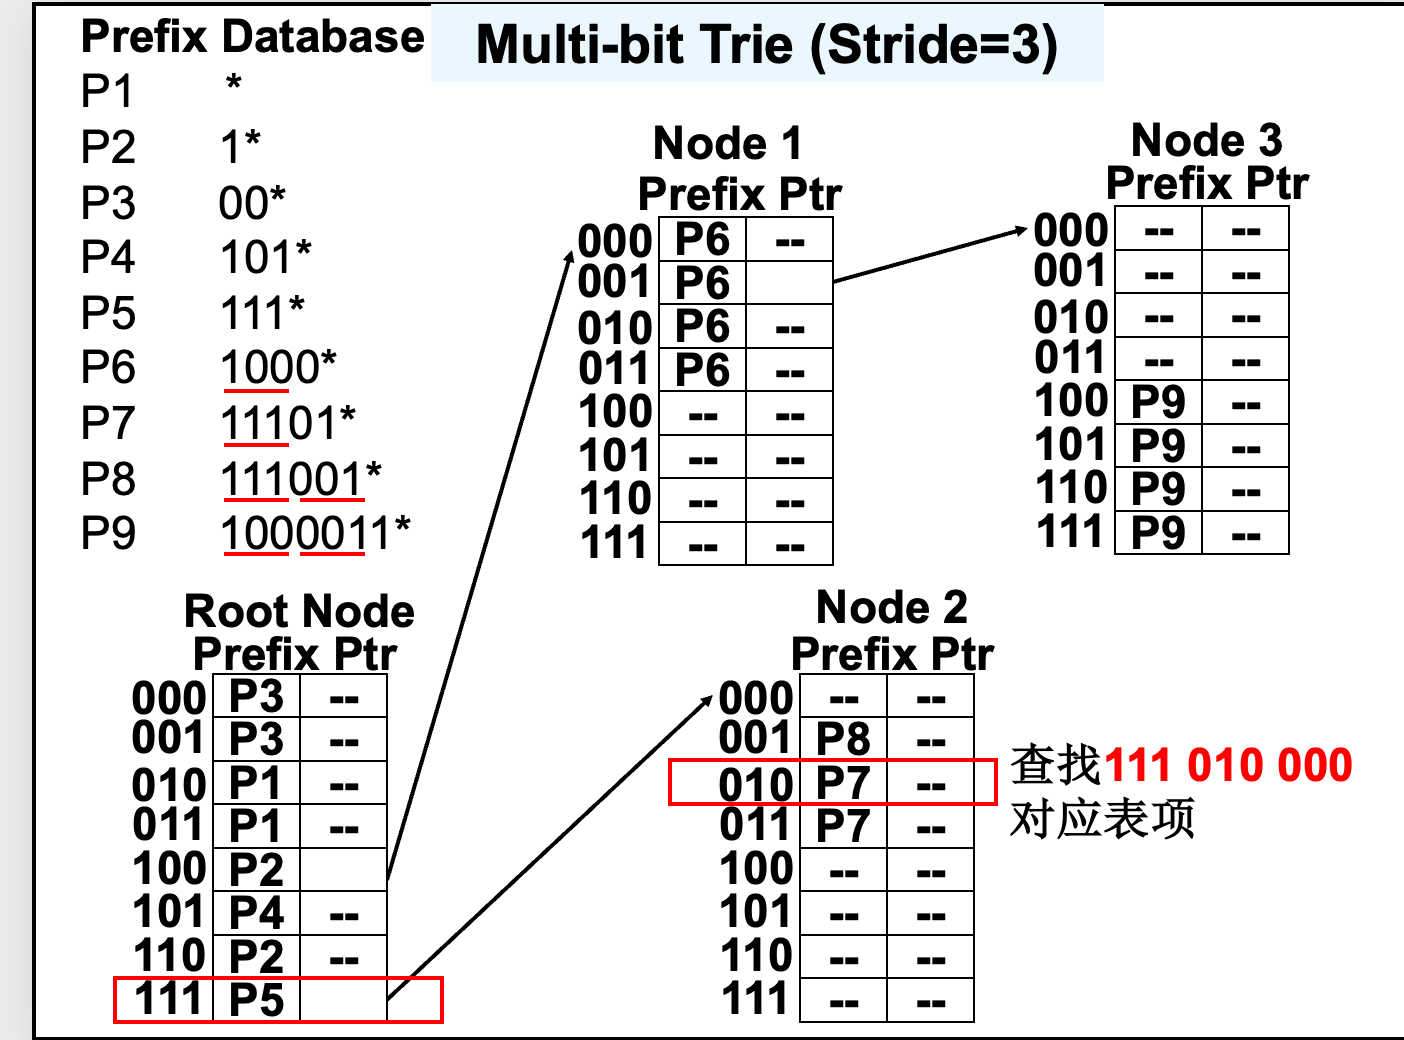 Prefix Database
Multi-bit Trie (Stride=3)
P1 *
P2 1*
P3 00*
P4 101*
P5 111*
P6 1000*
P7 11101*
P8 111001*
P9 1000011*
Node 1
Prefix Ptr
000 P6 --
001 P6
010 P6 --
011 P6 --
100 -- --
101 -- --
110 -- --
111 -- --
Node 3
Prefix Ptr
000 -- --
001 -- --
010 -- --
011 -- --
100 P9 --
101 P9 --
110 P9 --
111 P9 --
Root Node
Prefix Ptr
000 P3 --
001 P3 --
010 P1 --
011 P1 --
100 P2
101 P4 --
110 P2 --
111 P5
Node 2
Prefix Ptr
000 -- --
001 P8 --
010 P7 --
011 P7 --
100 -- --
101 -- --
110 -- --
111 -- --
查找111 010 000
对应表项